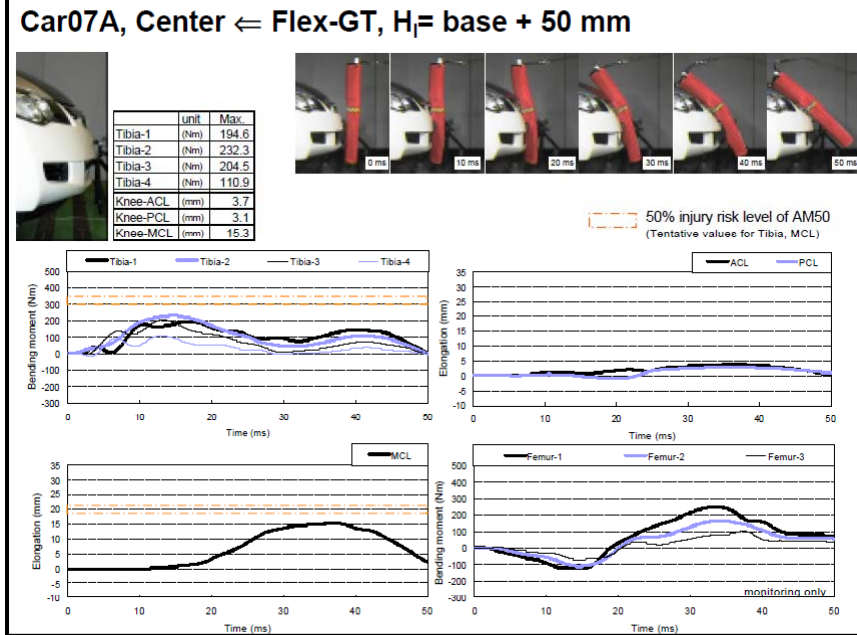 Car07A, Center ⇐ Flex-GT, HI= base + 50 mm
unit Max.
Tibia-1 (Nm) 194.6
Tibia-2 (Nm) 232.3
Tibia-3 (Nm) 204.5
Tibia-4 (Nm) 110.9
Knee-ACL (mm) 3.7
Knee-PCL (mm) 3.1
Knee-MCL (mm) 15.3
0 ms 10 ms 20 ms 30 ms 40 ms 50 ms
50% injury risk level of AM50
(Tentative values for Tibia, MCL)
Tibia-1 Tibia-2 Tibia-3 Tibia-4
Bending moment (Nm)
500
400
300
200
100
0
-100
-200
-300
0 10 20 30 40 50
Time (ms)
ACL PCL
Elongation (mm)
35
30
25
20
15
10
5
0
-5
-10
0 10 20 30 40 50
Time (ms)
MCL
Elongation (mm)
35
30
25
20
15
10
5
0
-5
-10
0 10 20 30 40 50
Time (ms)
Femur-1 Femur-2 Femur-3
Bending moment (Nm)
500
400
300
200
100
0
-100
-200
-300
monitoring only
0 10 20 30 40 50
Time (ms)